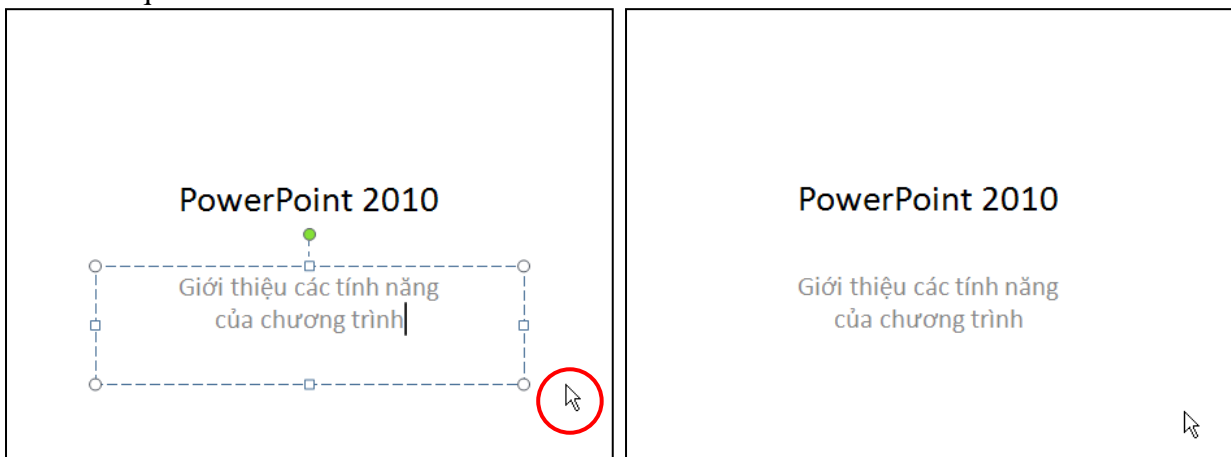 PowerPoint 2010
Giới thiệu các tính năng
của chương trình
PowerPoint 2010
Giới thiệu các tính năng
của chương trình